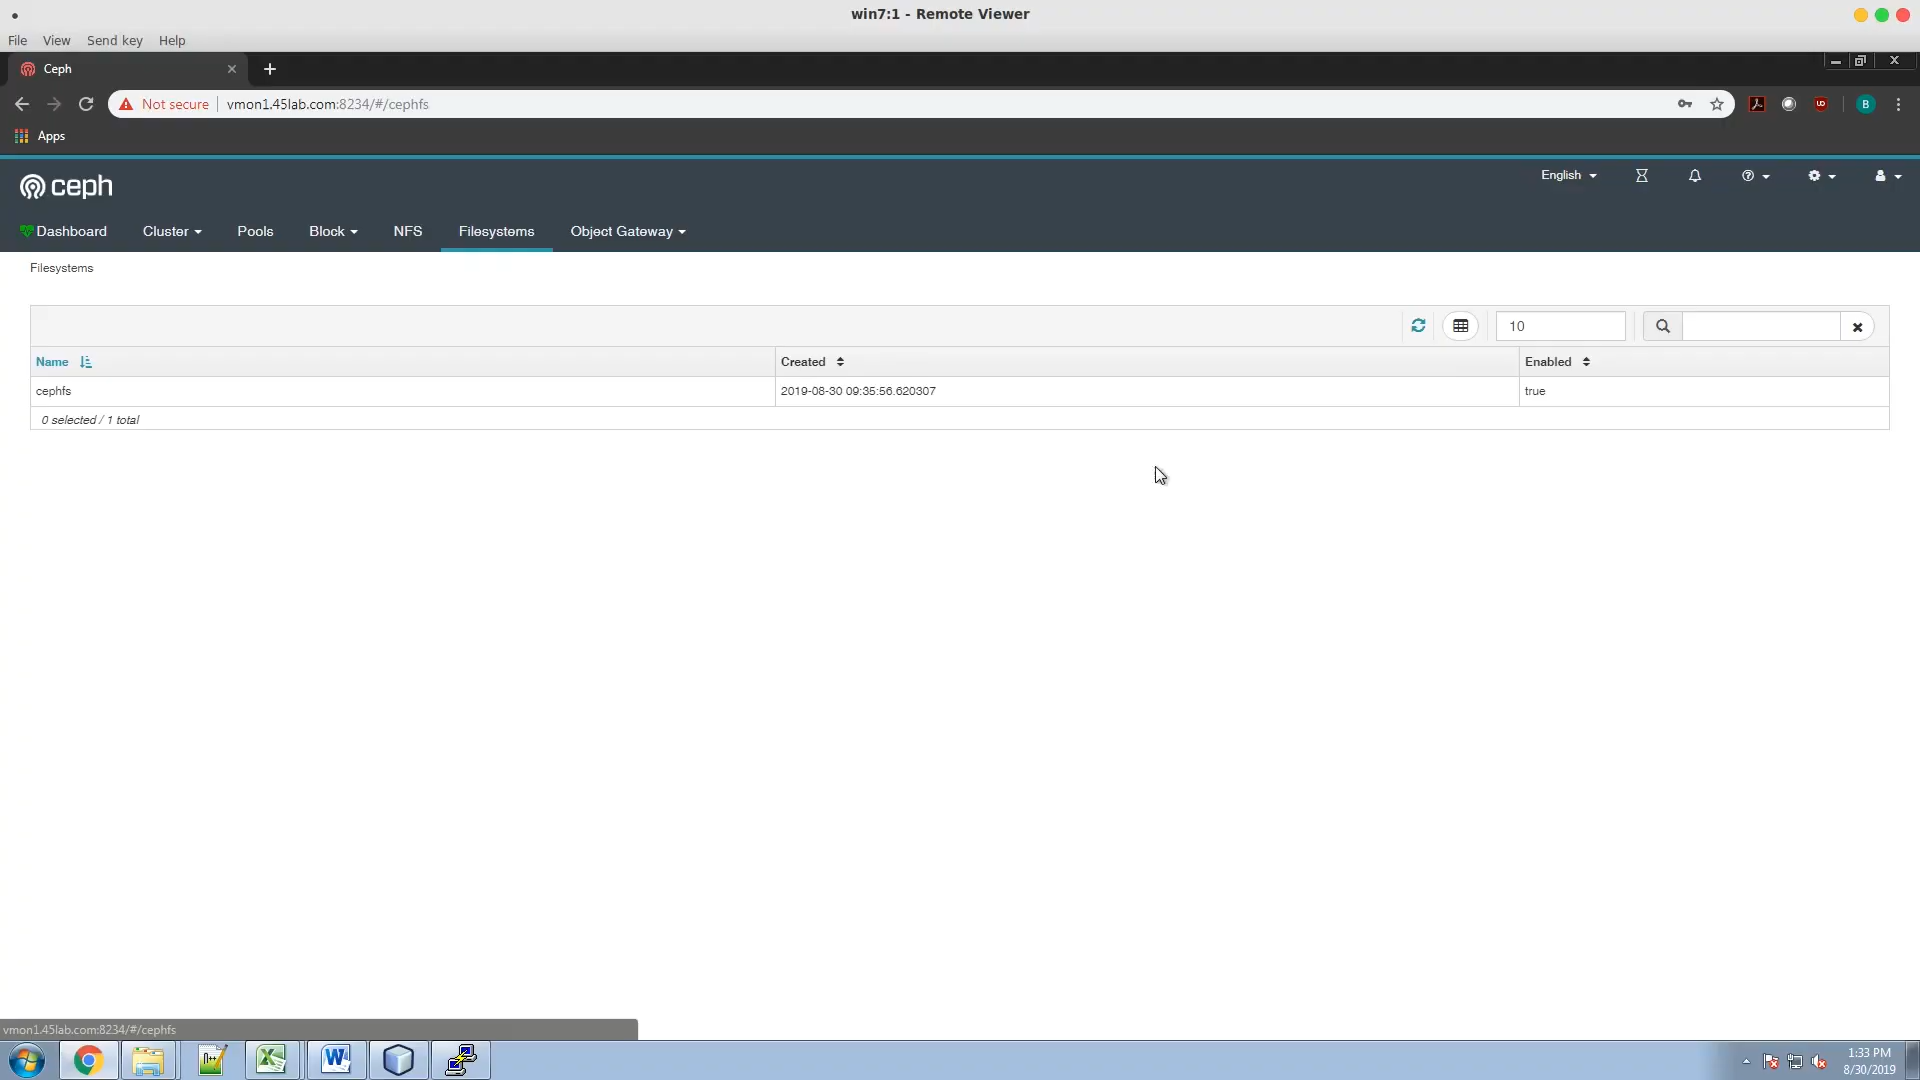 win7:1 - Remote Viewer
File View Send key Help
Ceph
Not secure vmon1.45lab.com:8234/#/cephfs
B
Apps
ceph
English
Dashboard Cluster Pools Block NFS Filesystems Object Gateway
Filesystems
10
Name Created Enabled
cephfs 2019-08-30 09:35:56.620307 true
0 selected / 1 total
vmon1.45lab.com:8234/#/cephfs
1:33 PM
8/30/2019